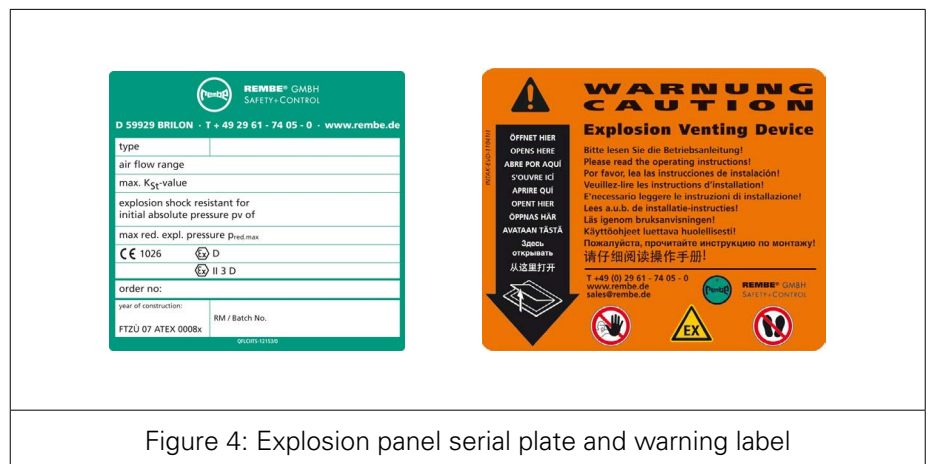 rembe
REMBE® GMBH
SAFETY+CONTROL
D 59929 BRILON · T + 49 29 61 - 74 05 - 0 · www.rembe.de
type
air flow range
max. KSt-value
explosion shock resistant for
initial absolute pressure pv of
max red. expl. pressure pred.max
CE 1026 Ex D
Ex II 3 D
order no:
year of construction:
RM / Batch No.
FTZÙ 07 ATEX 0008x
WARNUNG
CAUTION
Explosion Venting Device
ÖFFNET HIER
OPENS HERE
ABRE POR AQUÍ
S'OUVRE ICÍ
APRIRE QUÍ
OPENT HIER
ÖPPNAS HÄR
AVATAAN TÄSTÄ
Здесь
открывать
从这里打开
Bitte lesen Sie die Betriebsanleitung!
Please read the operating instructions!
Por favor, lea las instrucciones de instalación!
Veuillez-lire les instructions d'installation!
E'necessario leggere le instruzioni di installazione!
Lees a.u.b. de installatie-instructies!
Läs igenom bruksanvisningen!
Käyttöohjeet luettava huolellisesti!
Пожалуйста, прочитайте инструкцию по монтажу!
请仔细阅读操作手册!
T +49 (0) 29 61 - 74 05 - 0
www.rembe.de
sales@rembe.de
rembe
REMBE® GMBH
SAFETY+CONTROL
EX
Figure 4: Explosion panel serial plate and warning label